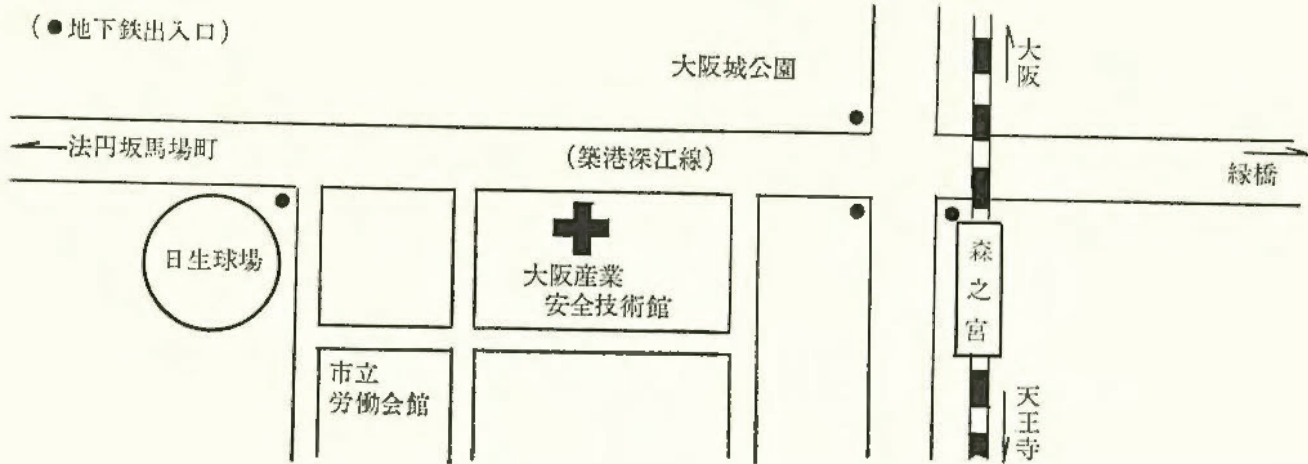 (●地下鉄出入口)
大阪城公園
大阪
法円坂馬場町
(築港深江線)
緑橋
日生球場
大阪産業
安全技術館
森之宮
市立
労働会館
天王寺